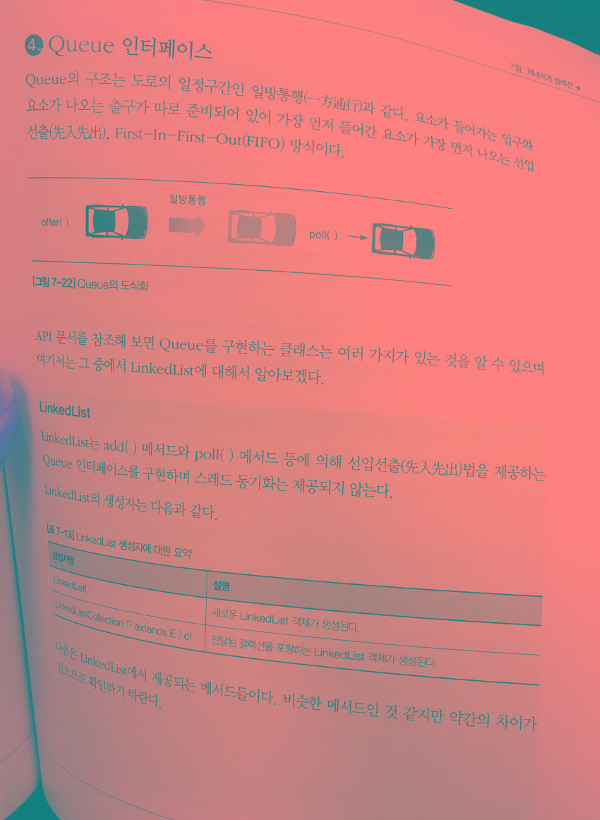 7장 제네릭과 컬렉션
4 Queue 인터페이스
Queue의 구조는 도로의 일정구간인 일방통행(一方通行)과 같다. 요소가 들어가는 입구와
요소가 나오는 출구가 따로 준비되어 있어 가장 먼저 들어간 요소가 가장 먼저 나오는 선입
선출(先入先出), First-In-First-Out(FIFO) 방식이다.
일방통행
offer( )
poll( )
[그림 7-22] Queue의 도식화
API 문서를 참조해 보면 Queue를 구현하는 클래스는 여러 가지가 있는 것을 알 수 있으며
여기서는 그 중에서 LinkedList에 대해서 알아보겠다.
LinkedList
LinkedList는 add( ) 메서드와 poll( ) 메서드 등에 의해 선입선출(先入先出)법을 제공하는
Queue 인터페이스를 구현하며 스레드 동기화는 제공되지 않는다.
LinkedList의 생성자는 다음과 같다.
[표 7-13] LinkedList 생성자에 대한 요약
생성자명 설명
LinkedList( ) 새로운 LinkedList 객체가 생성된다.
LinkedList(Collection <? extends E > c) 전달된 컬렉션을 포함하는 LinkedList 객체가 생성된다.
다음은 LinkedList에서 제공되는 메서드들이다. 비슷한 메서드인 것 같지만 약간의 차이가
있으므로 확인하기 바란다.